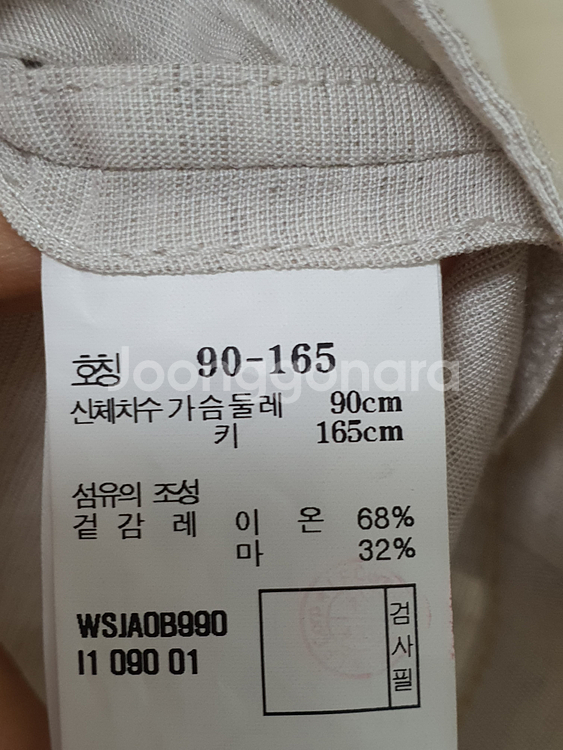 호칭 90-165
Joonggonara
신체치수 가슴둘레 90cm
키 165cm
섬유의 조성
겉감 레이온 68%
마 32%
WSJA0B990
I1 090 01
검사필